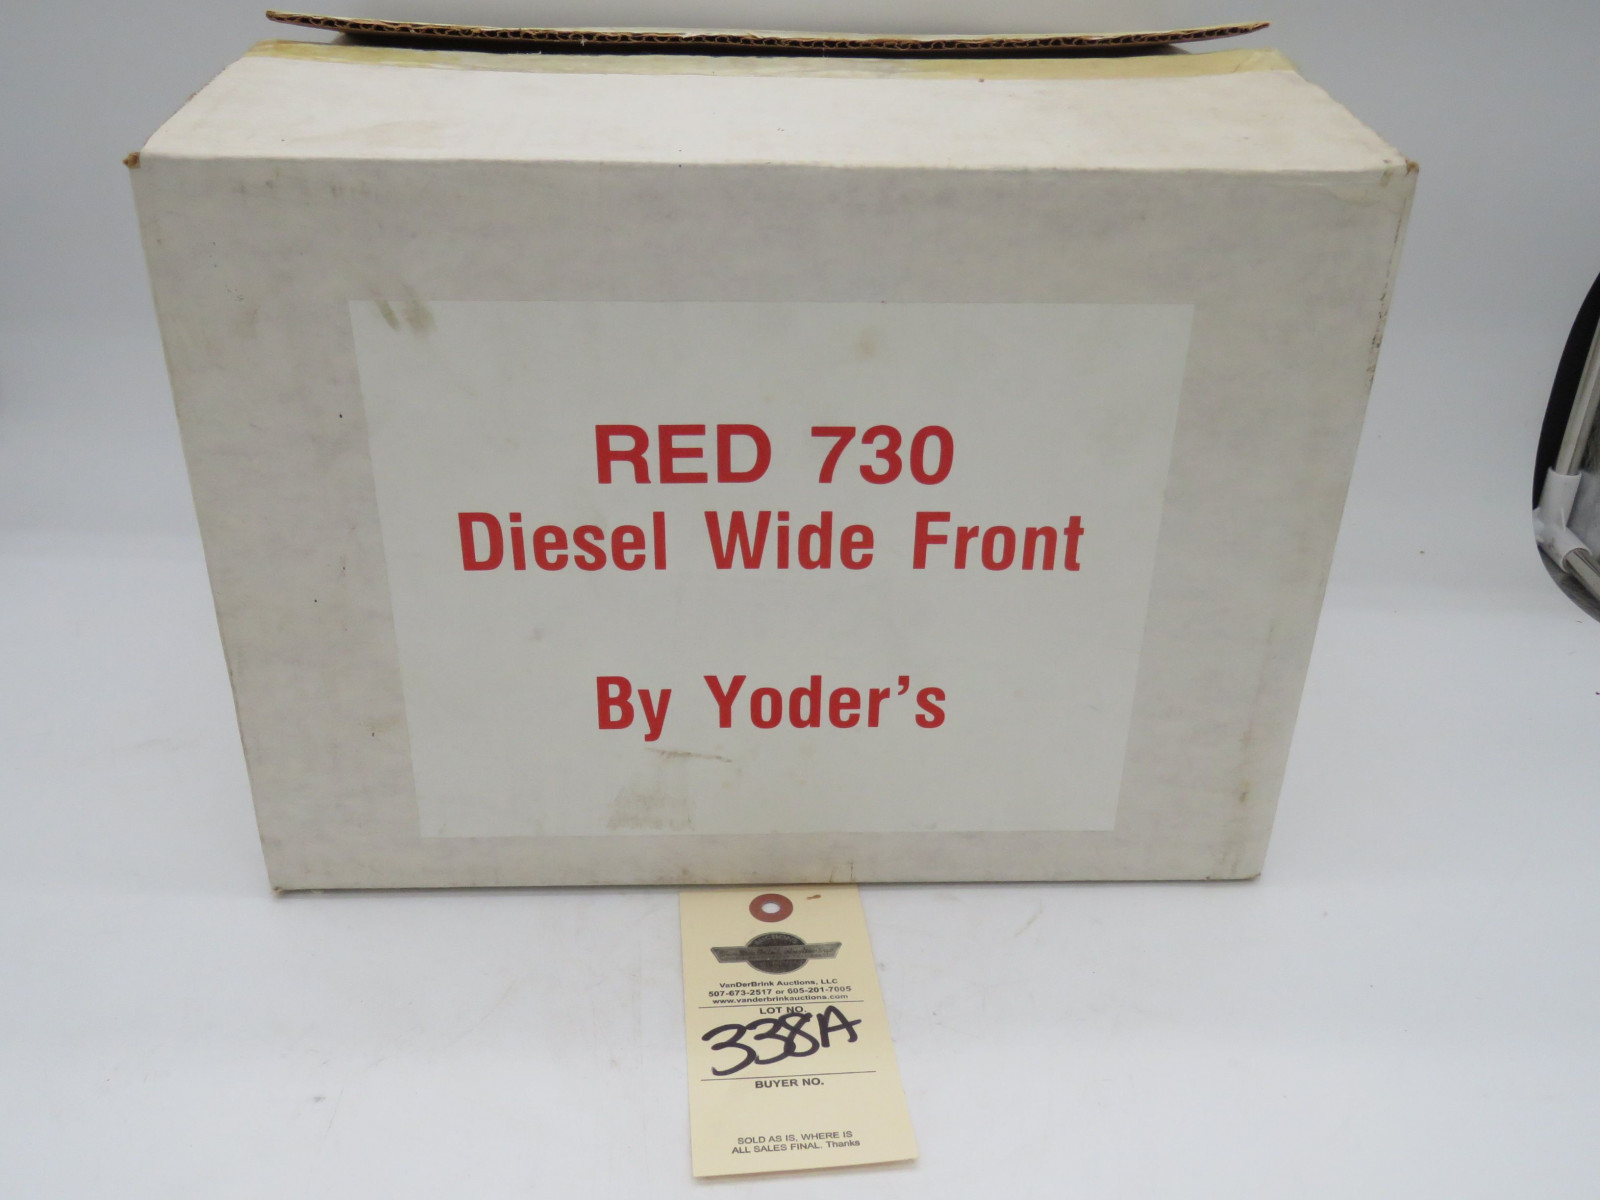 RED 730
Diesel Wide Front
By Yoder's
AUCTIONS
VanDerBrink Auctions, LLC
507-673-2517 or 605-201-7005
www.vanderbrinkauctions.com
LOT NO.
338A
BUYER NO.
SOLD AS IS, WHERE IS
ALL SALES FINAL. Thanks